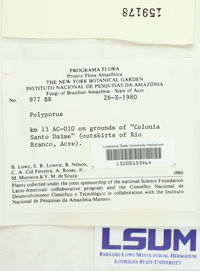 159178
PROGRAMA FLORA
Projeto Flora Amazônica
THE NEW YORK BOTANICAL GARDEN
INSTITUTO NACIONAL DE PESQUISAS DA AMAZÔNIA
Fungi of Brazilian Amazonia - State of Acre
No. 977 BR 26-X-1980
Polyporus
km 13 AC-010 on grounds of "Colonia
Santo Daime" (outskirts of Rio
Branco, Acre).
Louisiana State University Herbarium
LSU00153464
B. Lowy, S. R. Lowrie, B. Nelson,
C. A. Cid Ferreira, A. Rosas, Jr.
M. Moreira & V. M. de Souza
1980
Plants collected under the joint sponsorship of the national Science Foundation
Latin-American collaborative program and the Conselho Nacional de
Desenvolvimento Científico e Tecnologico in collaboration with the Instituto
Nacional de Pesquisas da Amazônia-Manaus.
LSUM
BERNARD LOWY MYCOLOGICAL HERBARIUM
LOUISIANA STATE UNIVERSITY